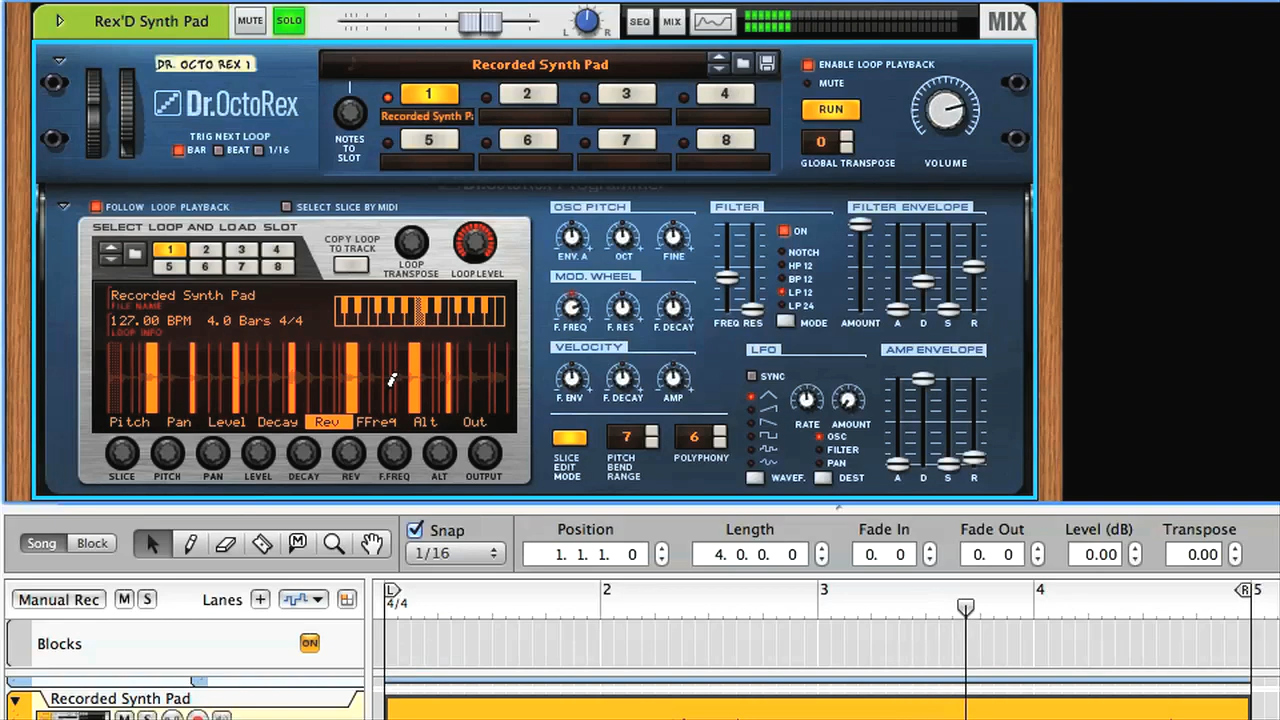 Rex'D Synth Pad MUTE SOLO L R SEQ MIX MIX
DR. OCTO REX 1 Recorded Synth Pad ENABLE LOOP PLAYBACK
MUTE
Dr.OctoRex 1 2 3 4 RUN
Recorded Synth P
TRIG NEXT LOOP NOTES TO SLOT 5 6 7 8 0
BAR BEAT 1/16 GLOBAL TRANSPOSE VOLUME
FOLLOW LOOP PLAYBACK SELECT SLICE BY MIDI OSC PITCH FILTER FILTER ENVELOPE
SELECT LOOP AND LOAD SLOT
1 2 3 4 COPY LOOP TO TRACK ON
5 6 7 8 LOOP TRANSPOSE LOOP LEVEL ENV. A OCT FINE NOTCH
HP 12
MOD. WHEEL BP 12
Recorded Synth Pad LP 12
FILE NAME LP 24
127.00 BPM 4.0 Bars 4/4 F. FREQ F. RES F. DECAY FREQ RES MODE AMOUNT A D S R
LOOP INFO
VELOCITY LFO AMP ENVELOPE
SYNC
F. ENV F. DECAY AMP RATE AMOUNT
Pitch Pan Decay Rev FFreq Alt Out 7 6 OSC
FILTER
SLICE EDIT MODE PITCH BEND RANGE POLYPHONY PAN
SLICE PITCH LEVEL DECAY REV F.FREQ ALT OUTPUT WAVEF. DEST A D S R
Song Block Snap Position Length Fade In Fade Out Level (dB) Transpose
1/16 1. 1. 1. 0 4. 0. 0. 0 0. 0 0. 0 0.00 0.00
Manual Rec M S Lanes + L 2 3 4 R 5
4/4
Blocks ON
Recorded Synth Pad
M S